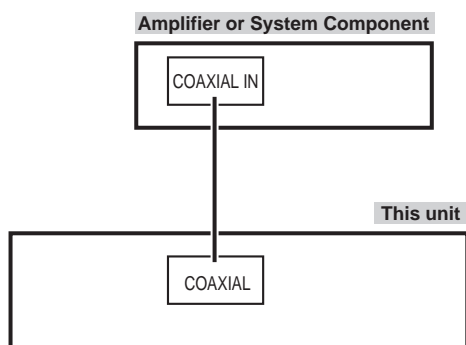 Amplifier or System Component
COAXIAL IN
This unit
COAXIAL